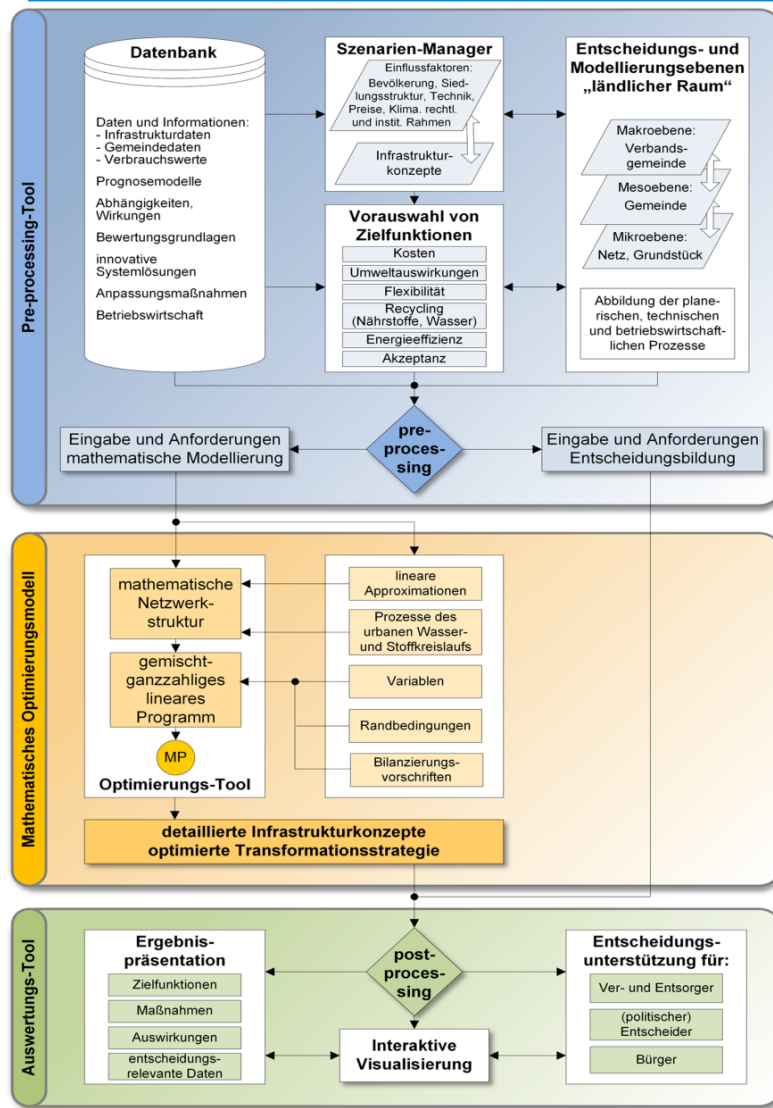 Pre-processing-Tool
Datenbank
Daten und Informationen:
- Infrastrukturdaten
- Gemeindedaten
- Verbrauchswerte
Prognosemodelle
Abhängigkeiten,
Wirkungen
Bewertungsgrundlagen
innovative
Systemlösungen
Anpassungsmaßnahmen
Betriebswirtschaft
Szenarien-Manager
Einflussfaktoren:
Bevölkerung, Sied-
lungsstruktur, Technik,
Preise, Klima. rechtl.
und instit. Rahmen
Infrastruktur-
konzepte
Vorauswahl von
Zielfunktionen
Kosten
Umweltauswirkungen
Flexibilität
Recycling
(Nährstoffe, Wasser)
Energieeffizienz
Akzeptanz
Entscheidungs- und
Modellierungsebenen
„ländlicher Raum“
Makroebene:
Verbands-
gemeinde
Mesoebene:
Gemeinde
Mikroebene:
Netz, Grundstück
Abbildung der plane-
rischen, technischen
und betriebswirtschaft-
lichen Prozesse
Eingabe und Anforderungen
mathematische Modellierung
pre-
proces-
sing
Eingabe und Anforderungen
Entscheidungsbildung
Mathematisches Optimierungsmodell
mathematische
Netzwerk-
struktur
gemischt-
ganzzahliges
lineares
Programm
MP
Optimierungs-Tool
lineare
Approximationen
Prozesse des
urbanen Wasser-
und Stoffkreislaufs
Variablen
Randbedingungen
Bilanzierungs-
vorschriften
detaillierte Infrastrukturkonzepte
optimierte Transformationsstrategie
Auswertungs-Tool
Ergebnis-
präsentation
Zielfunktionen
Maßnahmen
Auswirkungen
entscheidungs-
relevante Daten
post-
proces-
sing
Interaktive
Visualisierung
Entscheidungs-
unterstützung für:
Ver- und Entsorger
(politischer)
Entscheider
Bürger